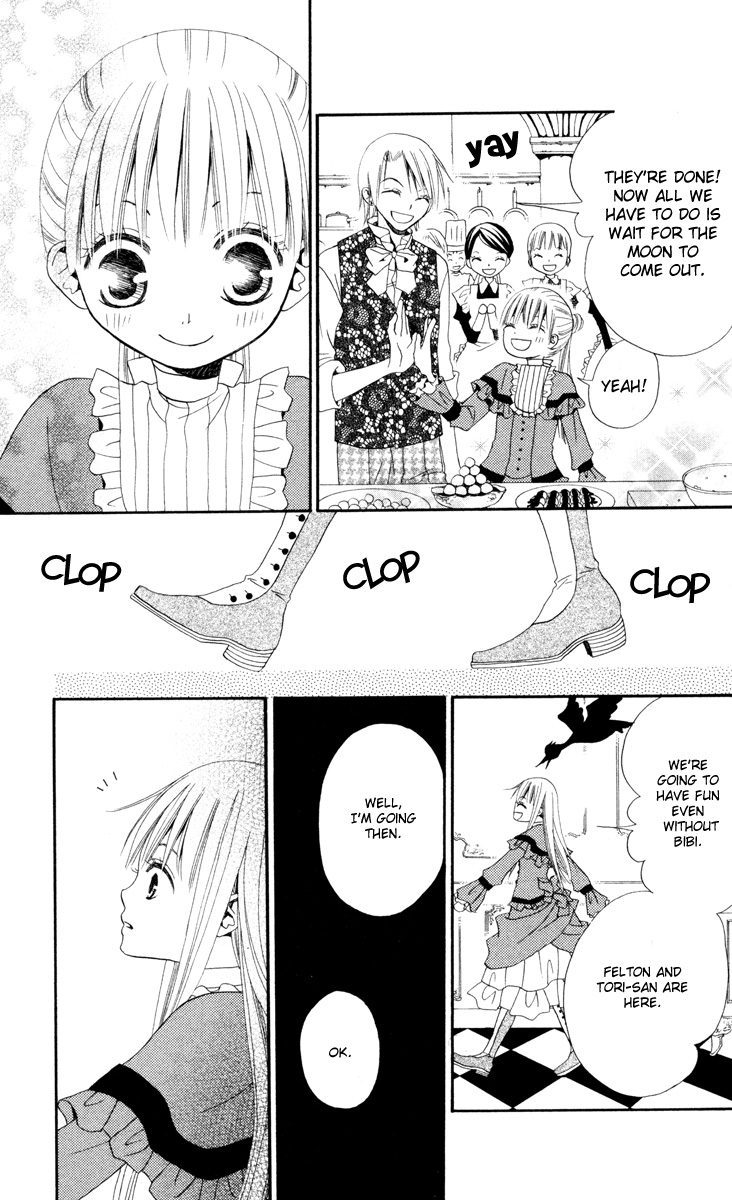 yay
THEY'RE DONE!
NOW ALL WE
HAVE TO DO IS
WAIT FOR THE
MOON TO
COME OUT.
YEAH!
CLOP
CLOP
CLOP
WE'RE
GOING TO
HAVE FUN
EVEN
WITHOUT
BIBI.
FELTON AND
TORI-SAN ARE
HERE.
WELL,
I'M GOING
THEN.
OK.